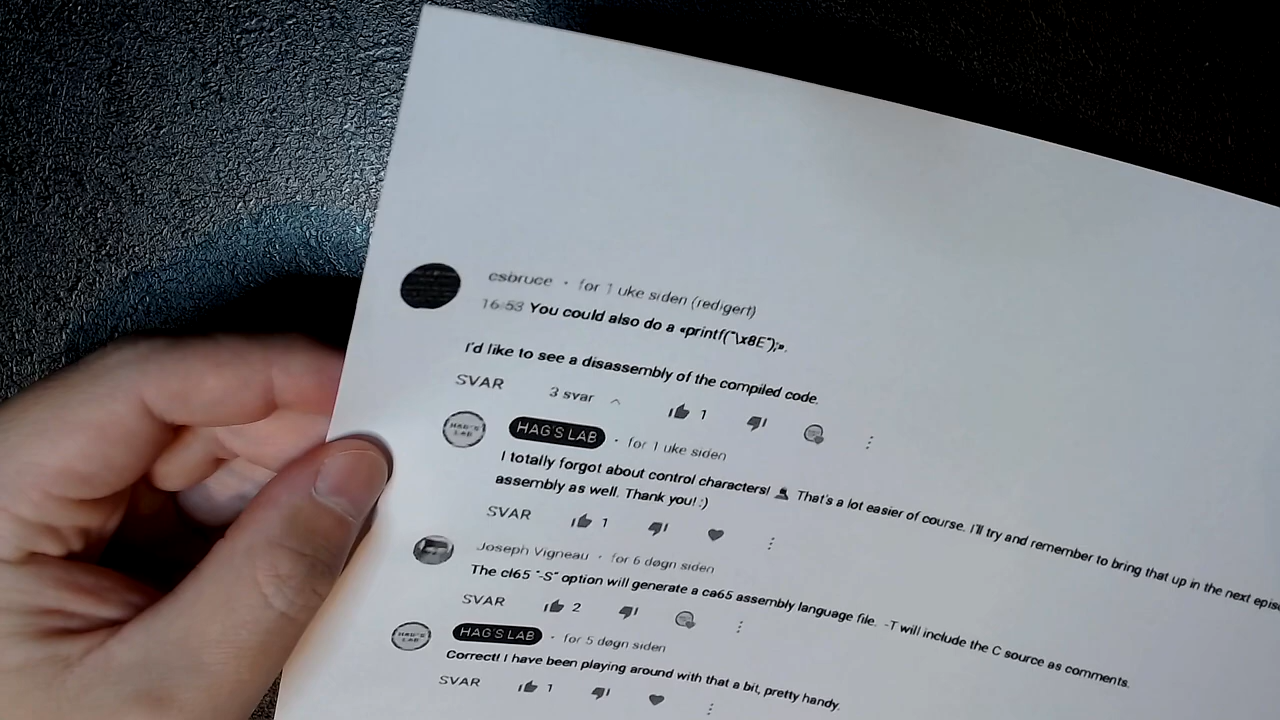 csbruce · for 1 uke siden (redigert)
16:53 You could also do a «printf("\x8E");».
I'd like to see a disassembly of the compiled code.
SVAR 3 svar 1
HAG'S LAB
HAG'S LAB · for 1 uke siden
I totally forgot about control characters! That's a lot easier of course. I'll try and remember to bring that up in the next episo
assembly as well. Thank you! :)
SVAR 1
Joseph Vigneau · for 6 døgn siden
The cl65 "-S" option will generate a ca65 assembly language file. -T will include the C source as comments.
SVAR 2
HAG'S LAB
HAG'S LAB · for 5 døgn siden
Correct! I have been playing around with that a bit, pretty handy.
SVAR 1